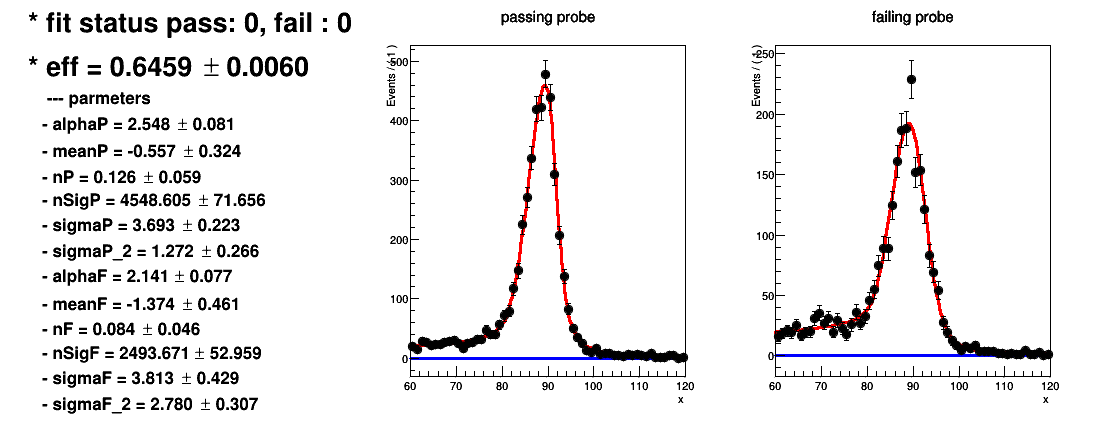 * fit status pass: 0, fail : 0
* eff = 0.6459 ± 0.0060
--- parmeters
- alphaP = 2.548 ± 0.081
- meanP = -0.557 ± 0.324
- nP = 0.126 ± 0.059
- nSigP = 4548.605 ± 71.656
- sigmaP = 3.693 ± 0.223
- sigmaP_2 = 1.272 ± 0.266
- alphaF = 2.141 ± 0.077
- meanF = -1.374 ± 0.461
- nF = 0.084 ± 0.046
- nSigF = 2493.671 ± 52.959
- sigmaF = 3.813 ± 0.429
- sigmaF_2 = 2.780 ± 0.307
passing probe
Events / ( 1 )
500
400
300
200
100
0
60 70 80 90 100 110 120
x
failing probe
Events / ( 1 )
250
200
150
100
50
0
60 70 80 90 100 110 120
x